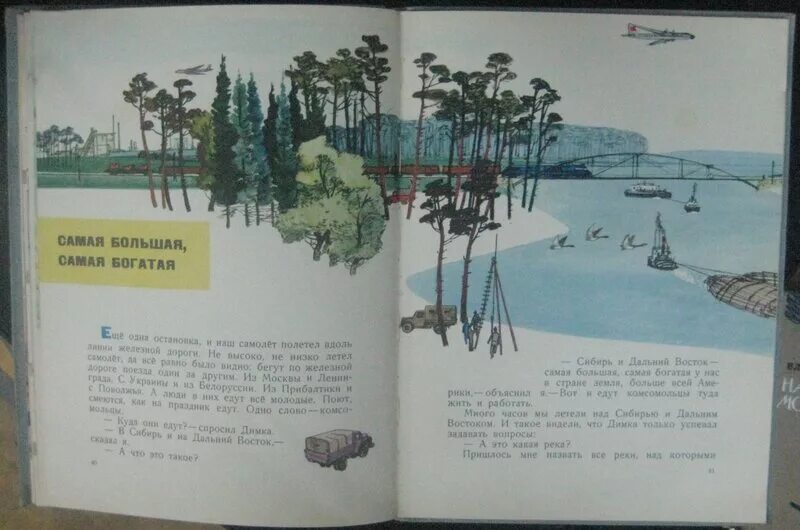 САМАЯ БОЛЬШАЯ,
САМАЯ БОГАТАЯ
Ещё одна остановка, и наш самолёт полетел вдоль
линии железной дороги. Не высоко, не низко летел
самолёт, да всё равно было видно: бегут по железной
дороге поезда один за другим. Из Москвы и Ленин-
града. С Украины и из Белоруссии. Из Прибалтики и
с Поволжья. А люди в них едут всё молодые. Поют,
смеются, как на праздник едут. Одно слово — комсо-
мольцы.
— Куда они едут? — спросил Димка.
— В Сибирь и на Дальний Восток, —
сказал я.
— А что это такое?
40
— Сибирь и Дальний Восток —
самая большая, самая богатая у нас
в стране земля, больше всей Аме-
рики, — объяснил я. — Вот и едут комсомольцы туда
жить и работать.
Много часов мы летели над Сибирью и Дальним
Востоком. И такое видели, что Димка только успевал
задавать вопросы:
— А это какая река?
Пришлось мне назвать все реки, над которыми
41